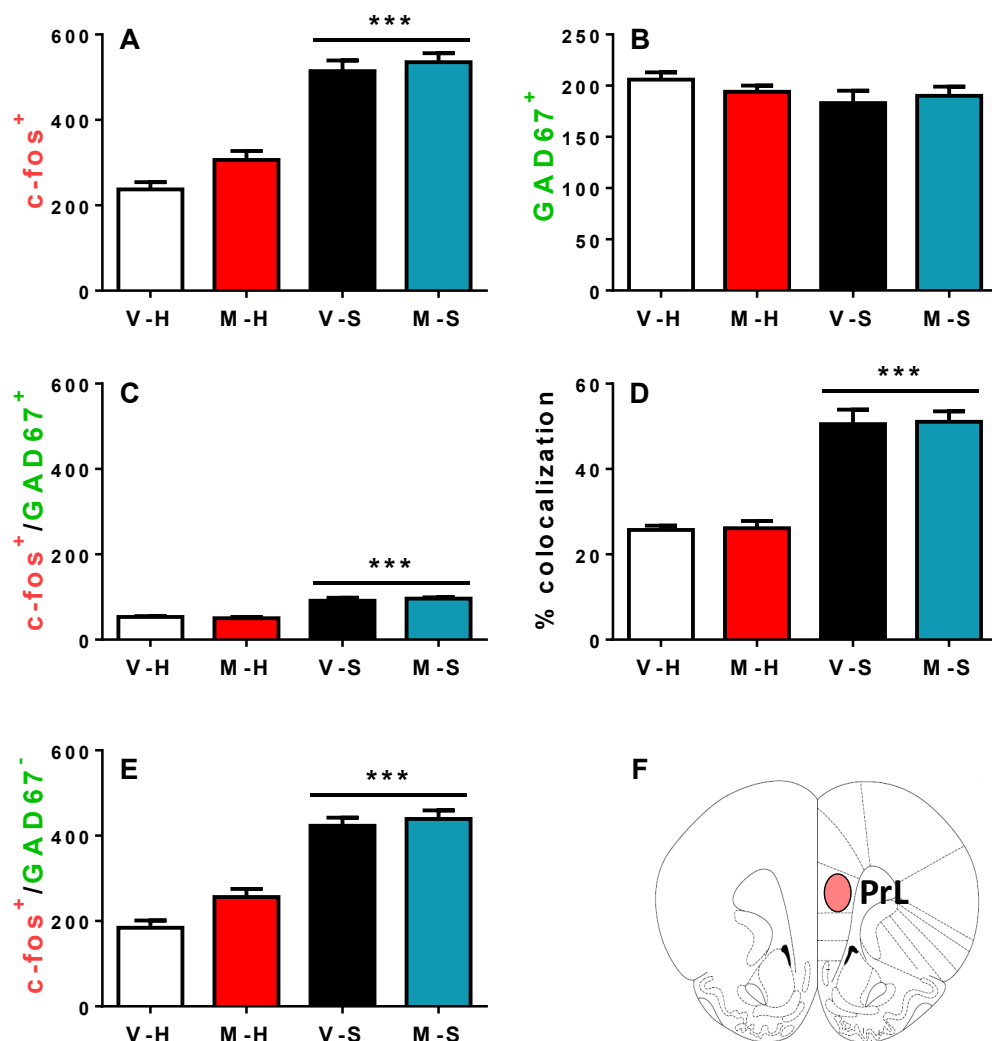 A
***
c-fos+
600
400
200
0
V-H M-H V-S M-S
B
GAD67+
250
200
150
100
50
0
V-H M-H V-S M-S
C
***
c-fos+/GAD67+
600
400
200
0
V-H M-H V-S M-S
D
***
% colocalization
60
40
20
0
V-H M-H V-S M-S
E
***
c-fos+/GAD67-
600
400
200
0
V-H M-H V-S M-S
F
PrL